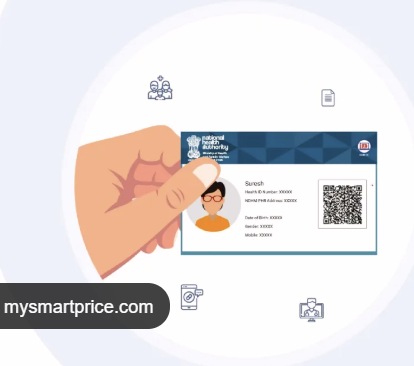 national
health
authority
Suresh
Health ID Number: XXXXX
NDHM PHR Address: XXXXX
Date of Birth: XXXXX
Gender: XXXXX
Mobile: XXXXX
mysmartprice.com